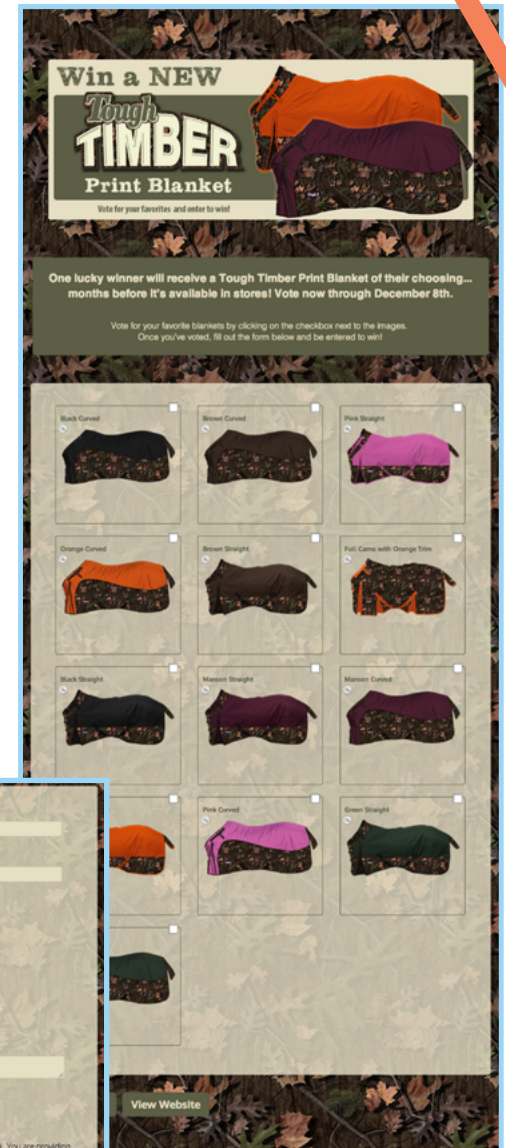 Win a NEW
Tough
TIMBER
Print Blanket
Vote for your favorites and enter to win!
One lucky winner will receive a Tough Timber Print Blanket of their choosing...
months before it's available in stores! Vote now through December 8th.
Vote for your favorite blankets by clicking on the checkbox next to the images.
Once you've voted, fill out the form below and be entered to win!
Black Curved
Brown Curved
Pink Straight
Orange Curved
Brown Straight
Full Camo with Orange Trim
Black Straight
Maroon Straight
Maroon Curved
Pink Curved
Green Straight
View Website
You are providing